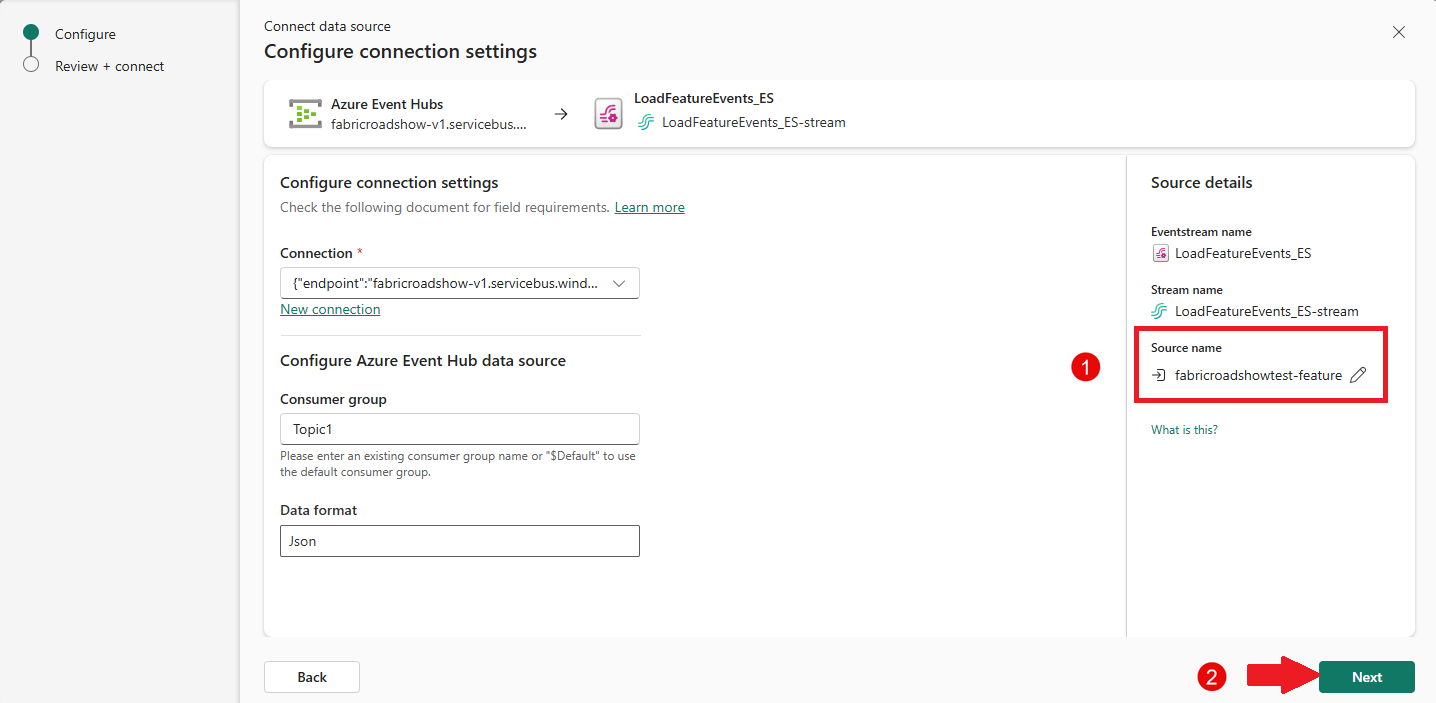 Configure
Review + connect
Connect data source
Configure connection settings
Azure Event Hubs
fabricroadshow-v1.servicebus....
LoadFeatureEvents_ES
LoadFeatureEvents_ES-stream
Configure connection settings
Check the following document for field requirements. Learn more
Connection *
{"endpoint":"fabricroadshow-v1.servicebus.wind...
New connection
Configure Azure Event Hub data source
Consumer group
Topic1
Please enter an existing consumer group name or "$Default" to use
the default consumer group.
Data format
Json
Source details
Eventstream name
LoadFeatureEvents_ES
Stream name
LoadFeatureEvents_ES-stream
1
Source name
fabricroadshowtest-feature
What is this?
Back
2
Next